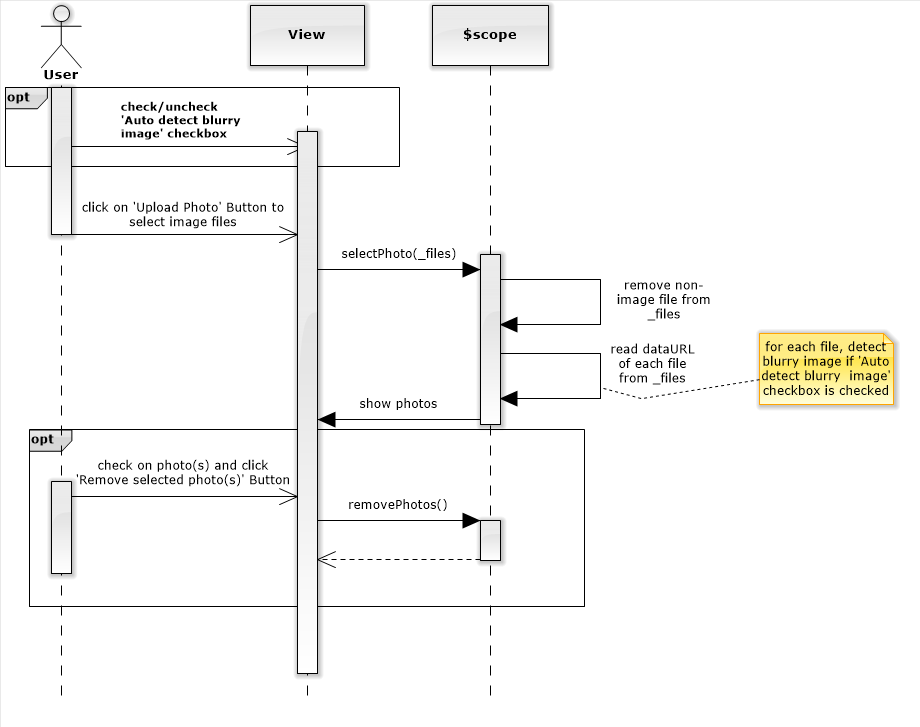 View
$scope
User
opt
check/uncheck
'Auto detect blurry
image' checkbox
click on 'Upload Photo' Button to
select image files
selectPhoto(_files)
remove non-
image file from
_files
read dataURL
of each file
from _files
for each file, detect
blurry image if 'Auto
detect blurry  image'
checkbox is checked
show photos
opt
check on photo(s) and click
'Remove selected photo(s)' Button
removePhotos()